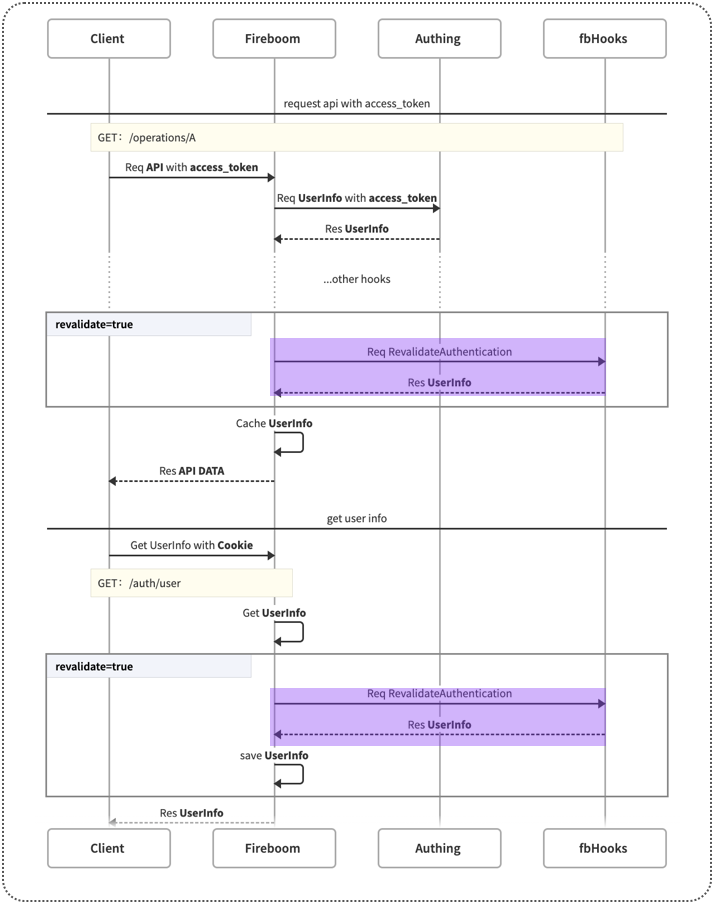 Client Fireboom Authing fbHooks
request api with access_token
GET：/operations/A
Req API with access_token
Req UserInfo with access_token
Res UserInfo
...other hooks
revalidate=true
Req RevalidateAuthentication
Res UserInfo
Cache UserInfo
Res API DATA
get user info
Get UserInfo with Cookie
GET：/auth/user
Get UserInfo
revalidate=true
Req RevalidateAuthentication
Res UserInfo
save UserInfo
Res UserInfo
Client Fireboom Authing fbHooks